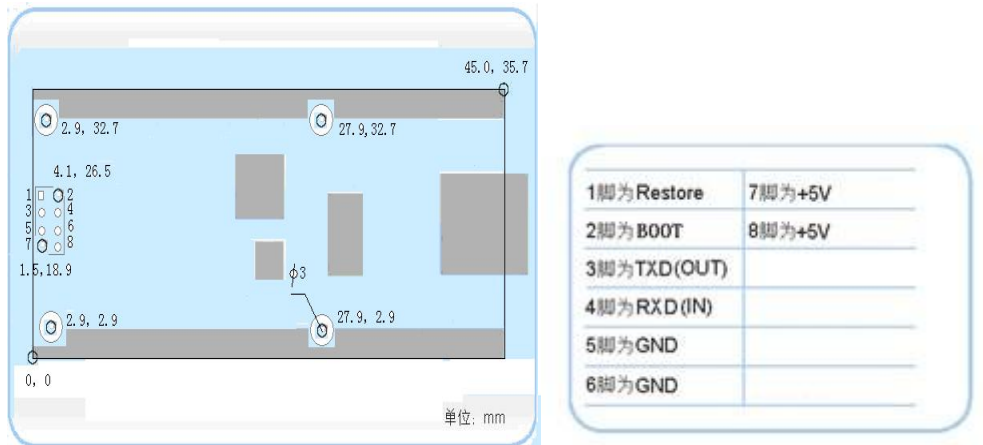 45.0, 35.7
2.9, 32.7
27.9,32.7
4.1, 26.5
1 2
3 4
5 6
7 8
1.5,18.9
ϕ3
2.9, 2.9
27.9, 2.9
0, 0
单位: mm
1脚为Restore 7脚为+5V
2脚为BOOT 8脚为+5V
3脚为TXD(OUT)
4脚为RXD(IN)
5脚为GND
6脚为GND